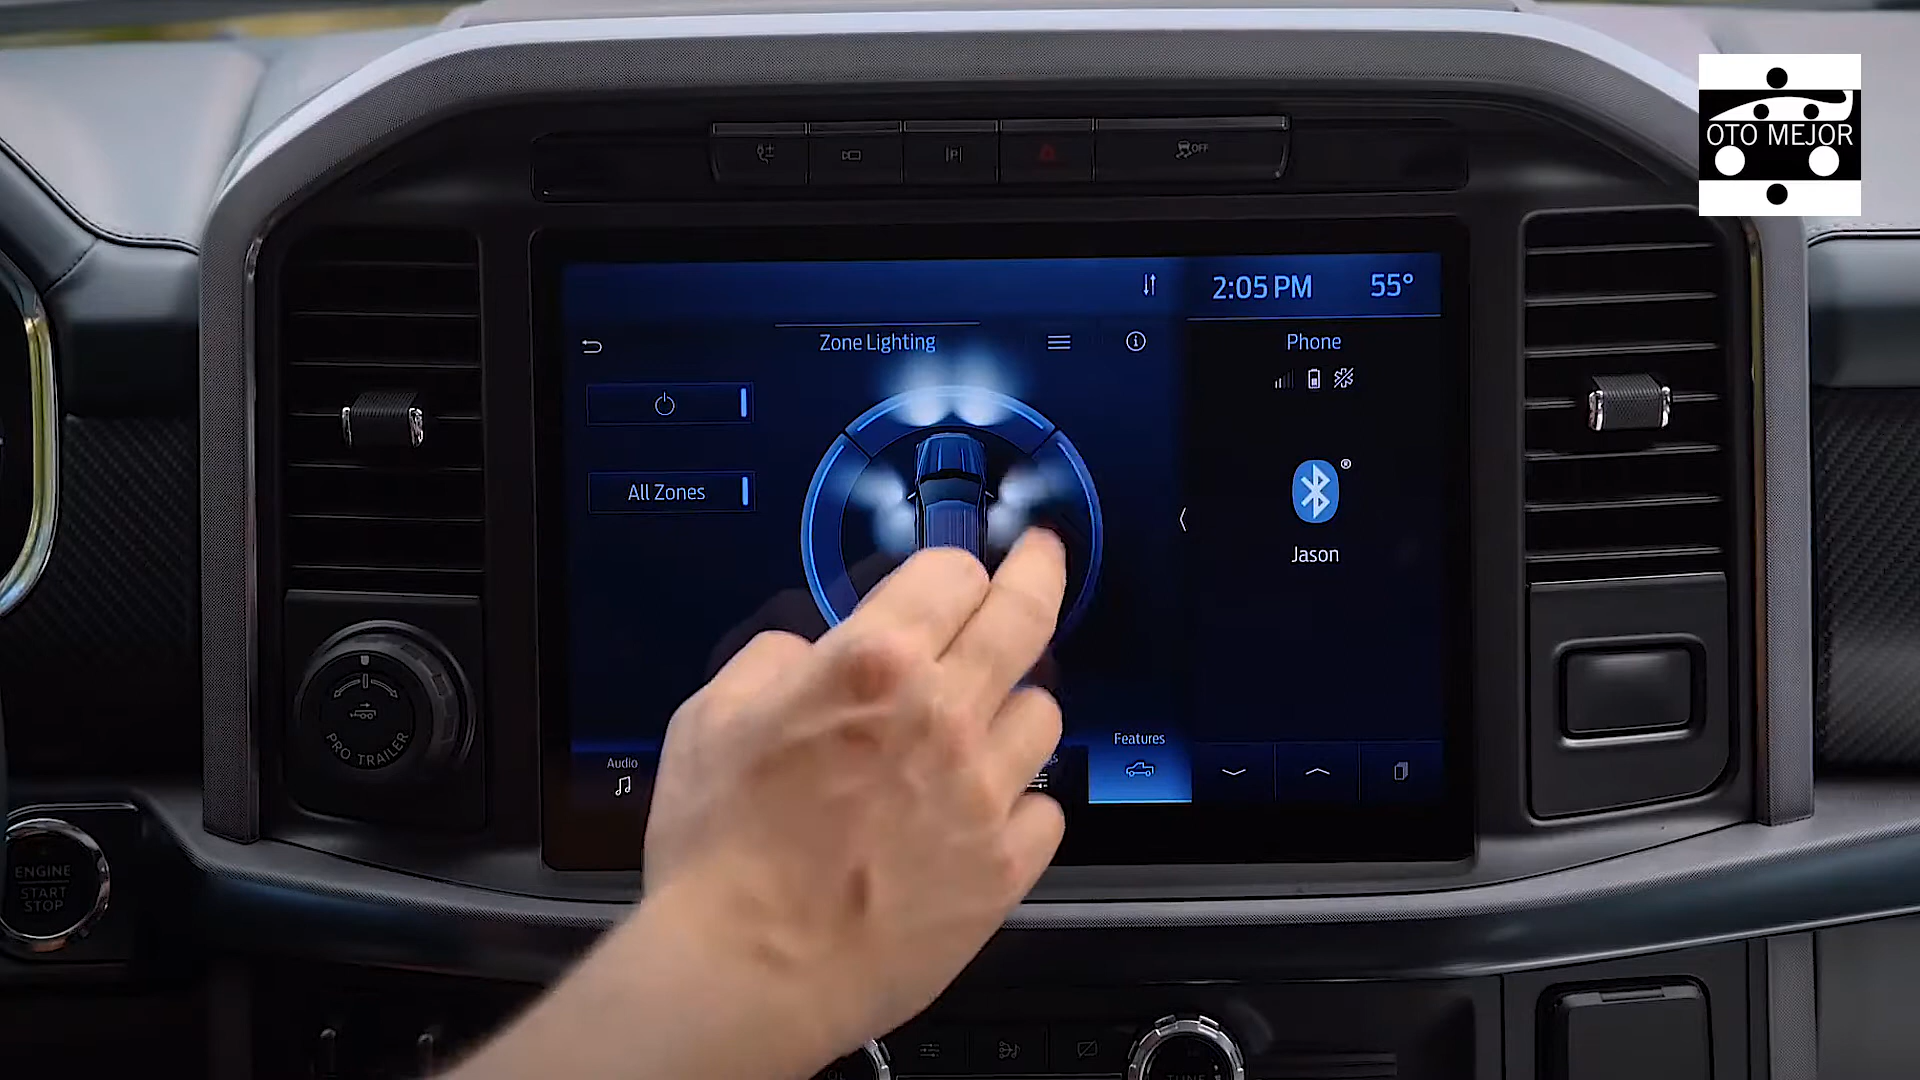 OTO MEJOR
P
OFF
2:05 PM
55°
Zone Lighting
Phone
All Zones
Jason
PRO TRAILER
Audio
Features
ENGINE
START
STOP
TUNE